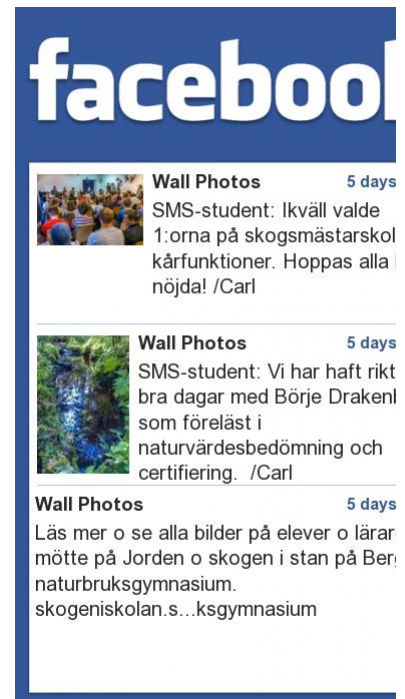 facebook
Wall Photos 5 days
SMS-student: Ikväll valde
1:orna på skogsmästarskol
kårfunktioner. Hoppas alla
nöjda! /Carl
Wall Photos 5 days
SMS-student: Vi har haft rikt
bra dagar med Börje Drakenb
som föreläst i
naturvärdesbedömning och
certifiering. /Carl
Wall Photos 5 days
Läs mer o se alla bilder på elever o lärar
mötte på Jorden o skogen i stan på Berg
naturbruksgymnasium.
skogeniskolan.s...ksgymnasium